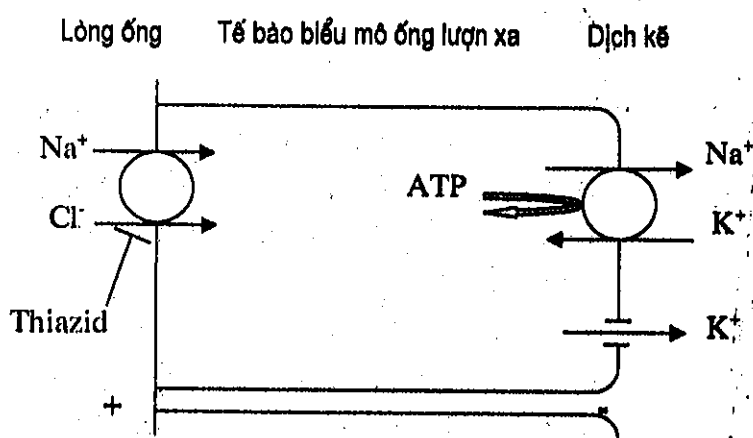 Lòng ống Tế bào biểu mô ống lượn xa Dịch kẽ
Na⁺
Cl⁻
Thiazid
ATP
Na⁺
K⁺
K⁺
+
-